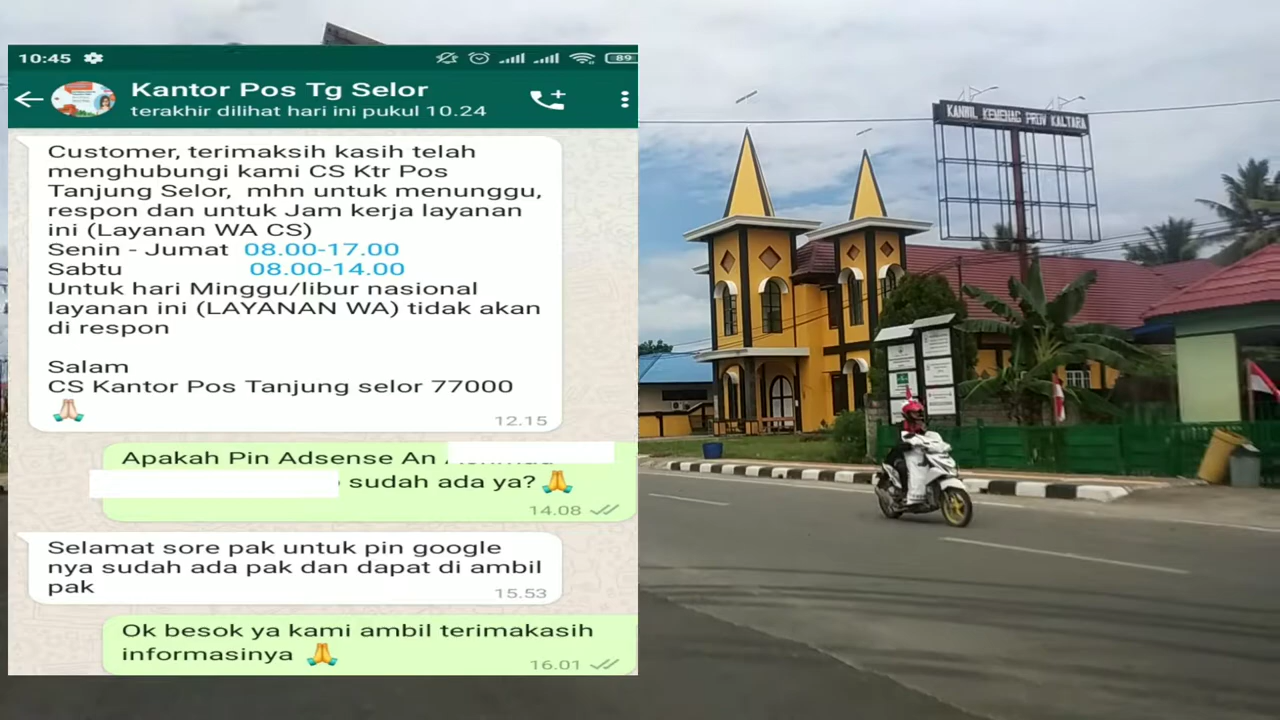 10:45
89
Kantor Pos Tg Selor
terakhir dilihat hari ini pukul 10.24
Customer, terimaksih kasih telah
menghubungi kami CS Ktr Pos
Tanjung Selor, mhn untuk menunggu,
respon dan untuk Jam kerja layanan
ini (Layanan WA CS)
Senin - Jumat 08.00-17.00
Sabtu 08.00-14.00
Untuk hari Minggu/libur nasional
layanan ini (LAYANAN WA) tidak akan
di respon
Salam
CS Kantor Pos Tanjung selor 77000
🙏🏻
12.15
Apakah Pin Adsense An
sudah ada ya? 🙏
14.08
Selamat sore pak untuk pin google
nya sudah ada pak dan dapat di ambil
pak
15.53
Ok besok ya kami ambil terimakasih
informasinya 🙏
16.01
KANWIL KEMENAG PROV KALTARA